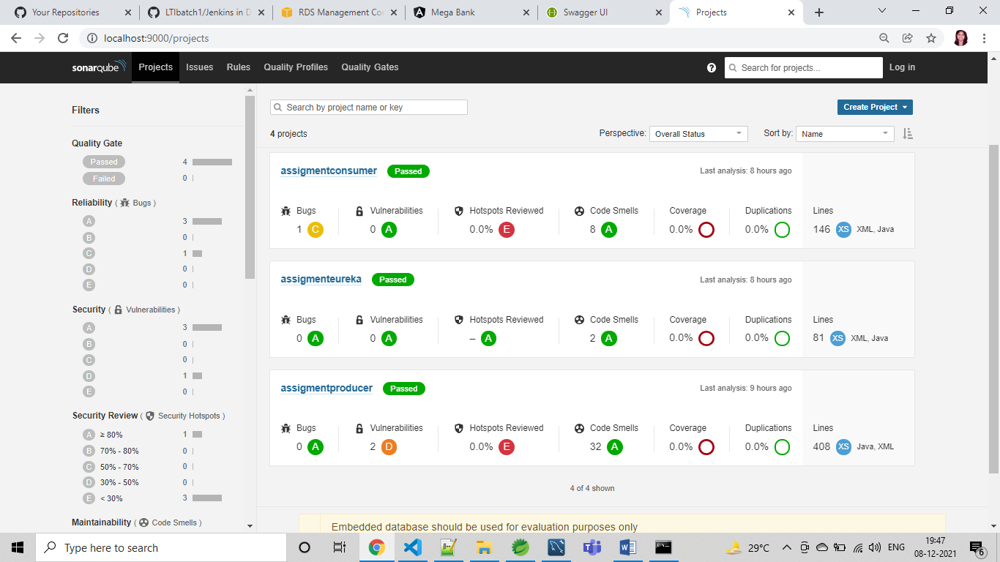 Your Repositories
LTIbatch1/Jenkins in D
RDS Management Con
Mega Bank
Swagger UI
Projects
localhost:9000/projects
sonarqube Projects Issues Rules Quality Profiles Quality Gates
Search for projects...
Log in
Filters
Quality Gate
Passed 4
Failed 0
Reliability ( Bugs )
A 3
B 0
C 1
D 0
E 0
Security ( Vulnerabilities )
A 3
B 0
C 0
D 1
E 0
Security Review ( Security Hotspots )
A ≥ 80% 1
B 70% - 80% 0
C 50% - 70% 0
D 30% - 50% 0
E < 30% 3
Maintainability ( Code Smells )
Search by project name or key
Create Project
4 projects
Perspective: Overall Status
Sort by: Name
assigmentconsumer Passed
Last analysis: 8 hours ago
Bugs Vulnerabilities Hotspots Reviewed Code Smells Coverage Duplications Lines
1 C 0 A 0.0% E 8 A 0.0% 0.0% 146 XS XML, Java
assigmenteureka Passed
Last analysis: 8 hours ago
Bugs Vulnerabilities Hotspots Reviewed Code Smells Coverage Duplications Lines
0 A 0 A – A 2 A 0.0% 0.0% 81 XS XML, Java
assigmentproducer Passed
Last analysis: 9 hours ago
Bugs Vulnerabilities Hotspots Reviewed Code Smells Coverage Duplications Lines
0 A 2 D 0.0% E 32 A 0.0% 0.0% 408 XS Java, XML
4 of 4 shown
Embedded database should be used for evaluation purposes only
Type here to search
29°C
ENG
19:47
08-12-2021
6